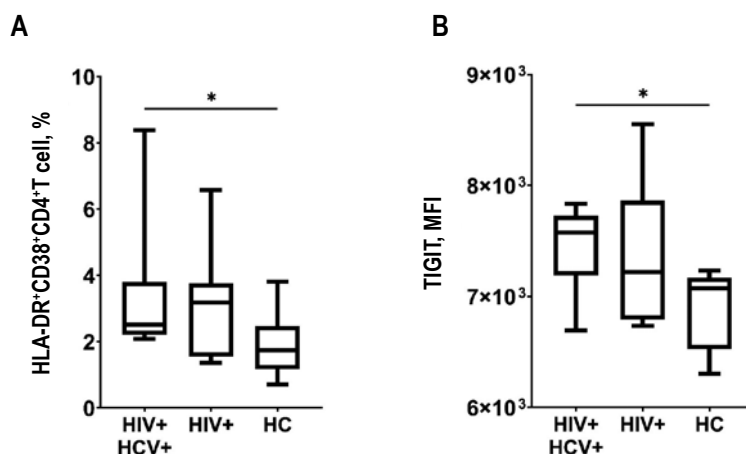 A
HLA-DR⁺CD38⁺CD4⁺T cell, %
10
8
6
4
2
0
*
HIV+
HCV+
HIV+
HC
B
TIGIT, MFI
9×10³
8×10³
7×10³
6×10³
*
HIV+
HCV+
HIV+
HC